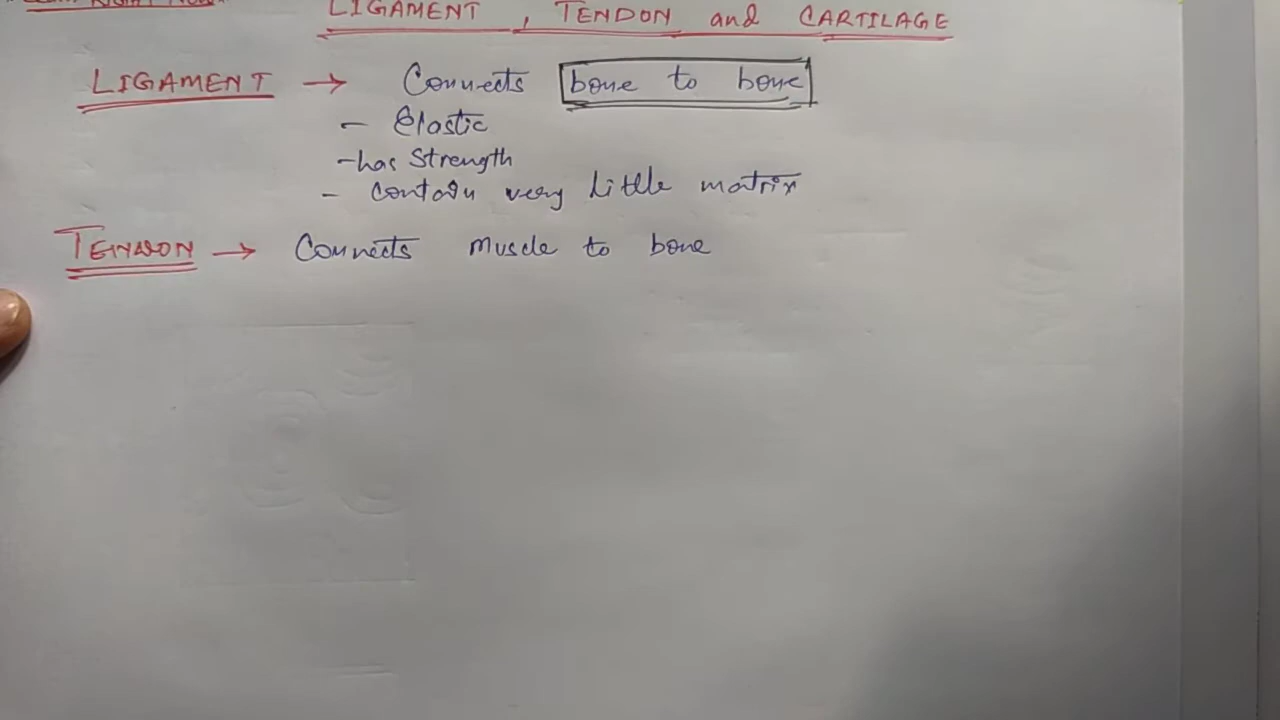 LIGAMENT, TENDON and CARTILAGE
LIGAMENT → Connects bone to bone
- Elastic
- has Strength
- Contain very little matrix
TENDON → Connects Muscle to bone